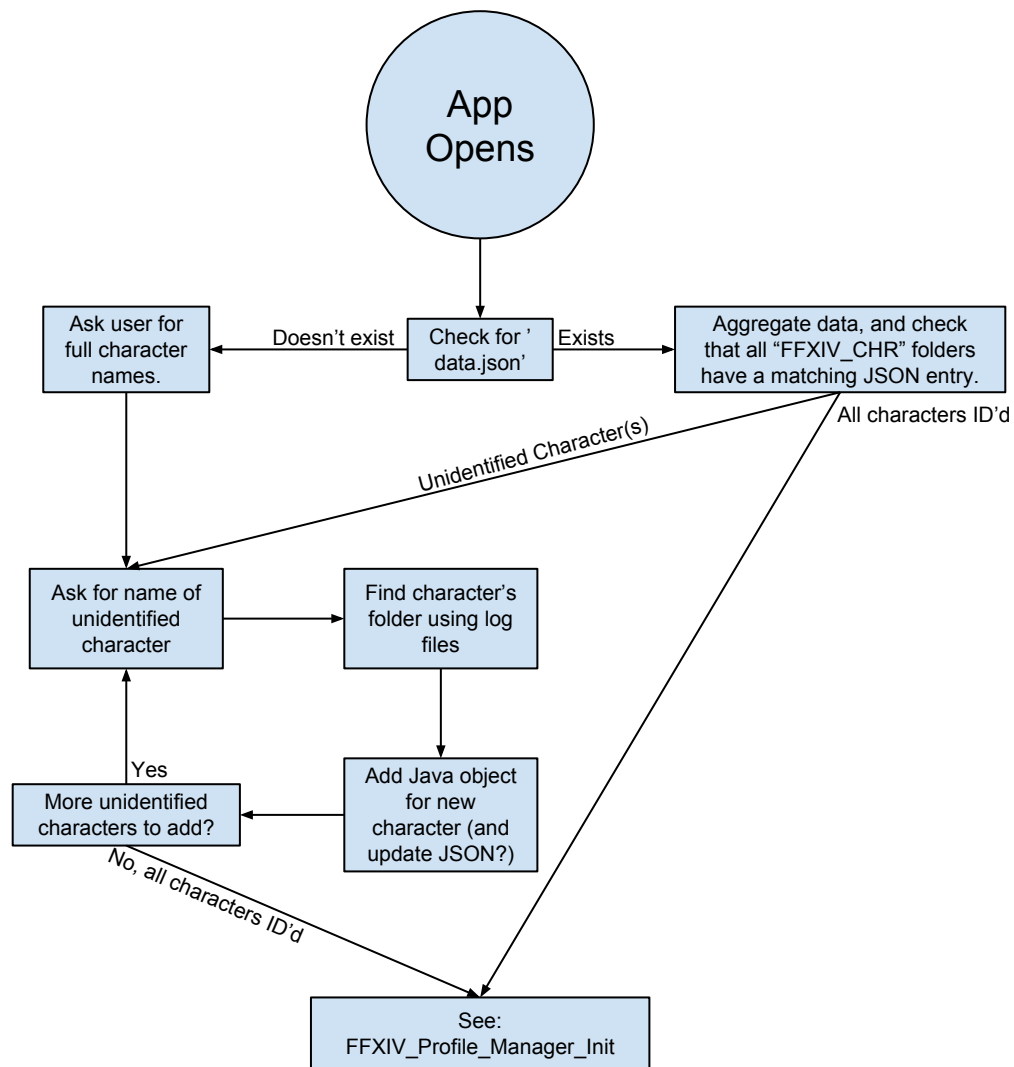 App
Opens
Ask user for
full character
names.
Doesn’t exist
Check for '
data.json’
Exists
Aggregate data, and check
that all “FFXIV_CHR” folders
have a matching JSON entry.
All characters ID’d
Unidentified Character(s)
Ask for name of
unidentified
character
Find character’s
folder using log
files
Yes
More unidentified
characters to add?
Add Java object
for new
character (and
update JSON?)
No, all characters ID’d
See:
FFXIV_Profile_Manager_Init